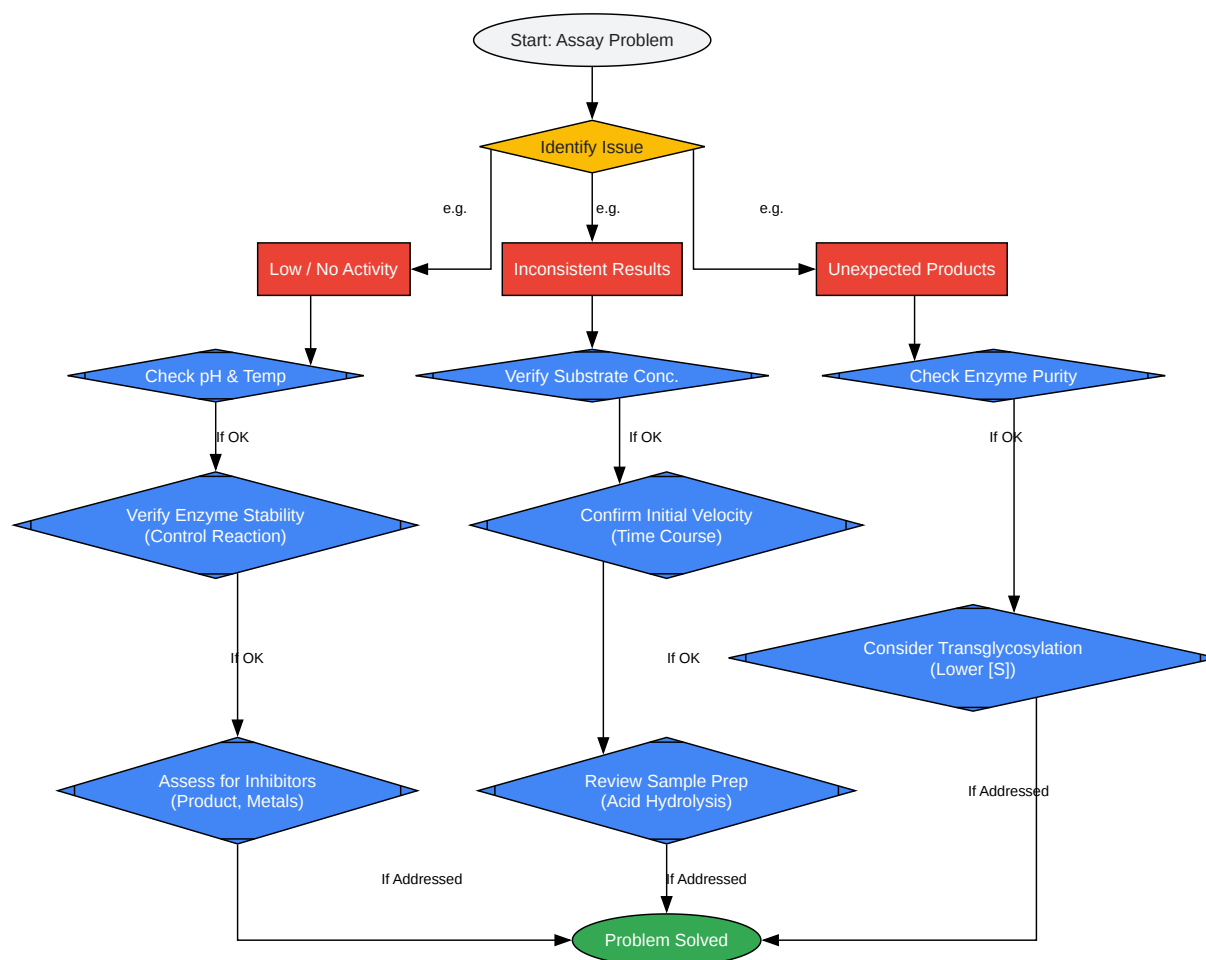 Start: Assay Problem
Identify Issue
e.g.
e.g.
e.g.
Low / No Activity
Inconsistent Results
Unexpected Products
Check pH & Temp
Verify Substrate Conc.
Check Enzyme Purity
If OK
If OK
If OK
Verify Enzyme Stability
(Control Reaction)
Confirm Initial Velocity
(Time Course)
If OK
If OK
Consider Transglycosylation
(Lower [S])
Assess for Inhibitors
(Product, Metals)
Review Sample Prep
(Acid Hydrolysis)
If Addressed
If Addressed
If Addressed
Problem Solved